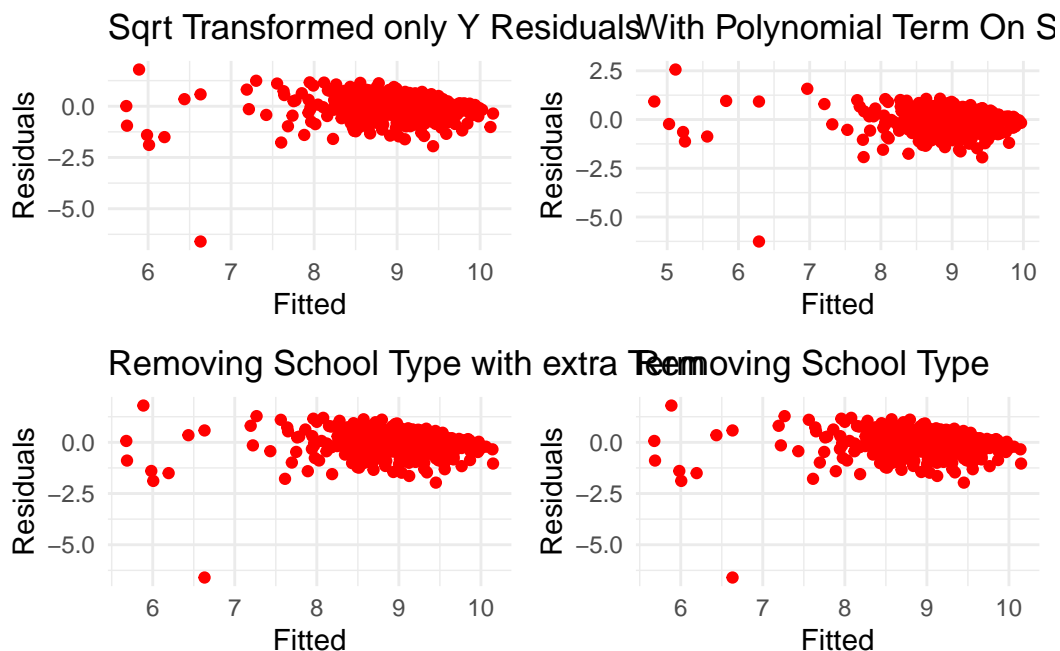 Sqrt Transformed only Y Residuals
With Polynomial Term On S
Residuals
0.0
−2.5
−5.0
6 7 8 9 10
Fitted
Residuals
2.5
0.0
−2.5
−5.0
5 6 7 8 9 10
Fitted
Removing School Type with extra Term
Removing School Type
Residuals
0.0
−2.5
−5.0
6 7 8 9 10
Fitted
Residuals
0.0
−2.5
−5.0
6 7 8 9 10
Fitted